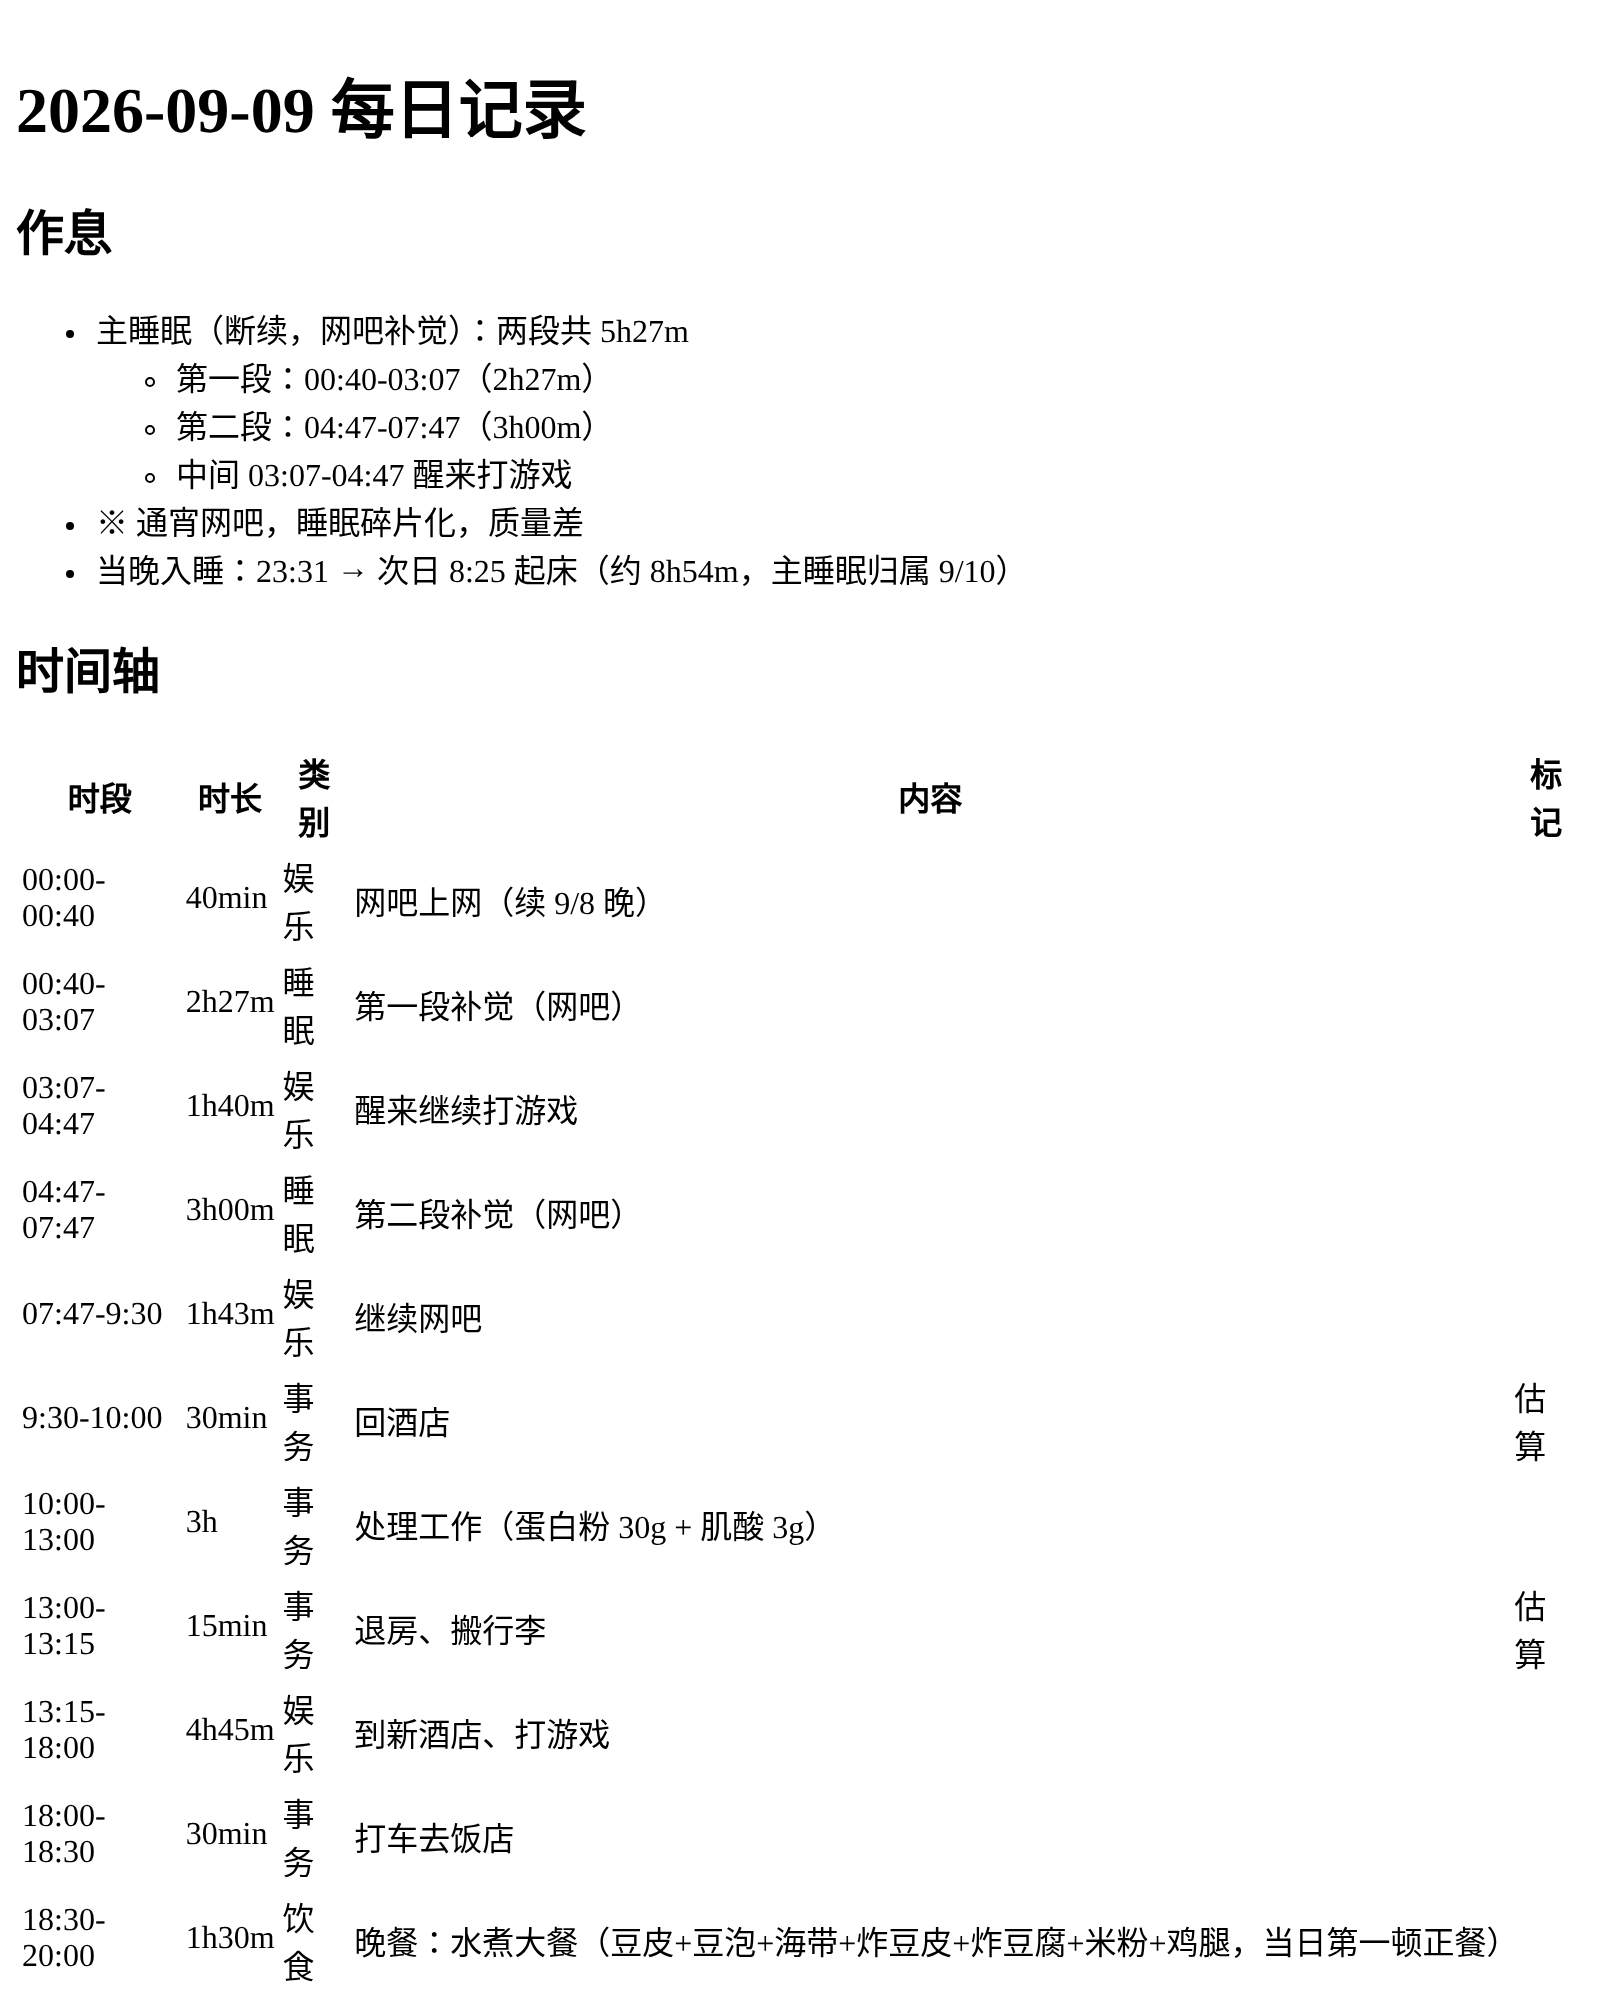 2026-09-09 每日记录
作息
主睡眠（断续，网吧补觉）：两段共 5h27m
第一段：00:40-03:07（2h27m）
第二段：04:47-07:47（3h00m）
中间 03:07-04:47 醒来打游戏
※ 通宵网吧，睡眠碎片化，质量差
当晚入睡：23:31 → 次日 8:25 起床（约 8h54m，主睡眠归属 9/10）
时间轴
时段 时长 类别 内容 标记
00:00-00:40 40min 娱乐 网吧上网（续 9/8 晚）
00:40-03:07 2h27m 睡眠 第一段补觉（网吧）
03:07-04:47 1h40m 娱乐 醒来继续打游戏
04:47-07:47 3h00m 睡眠 第二段补觉（网吧）
07:47-9:30 1h43m 娱乐 继续网吧
9:30-10:00 30min 事务 回酒店 估算
10:00-13:00 3h 事务 处理工作（蛋白粉 30g + 肌酸 3g）
13:00-13:15 15min 事务 退房、搬行李 估算
13:15-18:00 4h45m 娱乐 到新酒店、打游戏
18:00-18:30 30min 事务 打车去饭店
18:30-20:00 1h30m 饮食 晚餐：水煮大餐（豆皮+豆泡+海带+炸豆皮+炸豆腐+米粉+鸡腿，当日第一顿正餐）